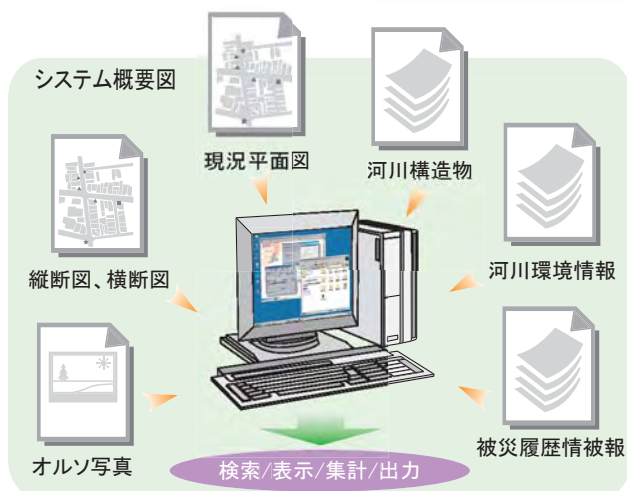 システム概要図
現況平面図
河川構造物
縦断図、横断図
河川環境情報
オルソ写真
被災履歴情被報
検索/表示/集計/出力